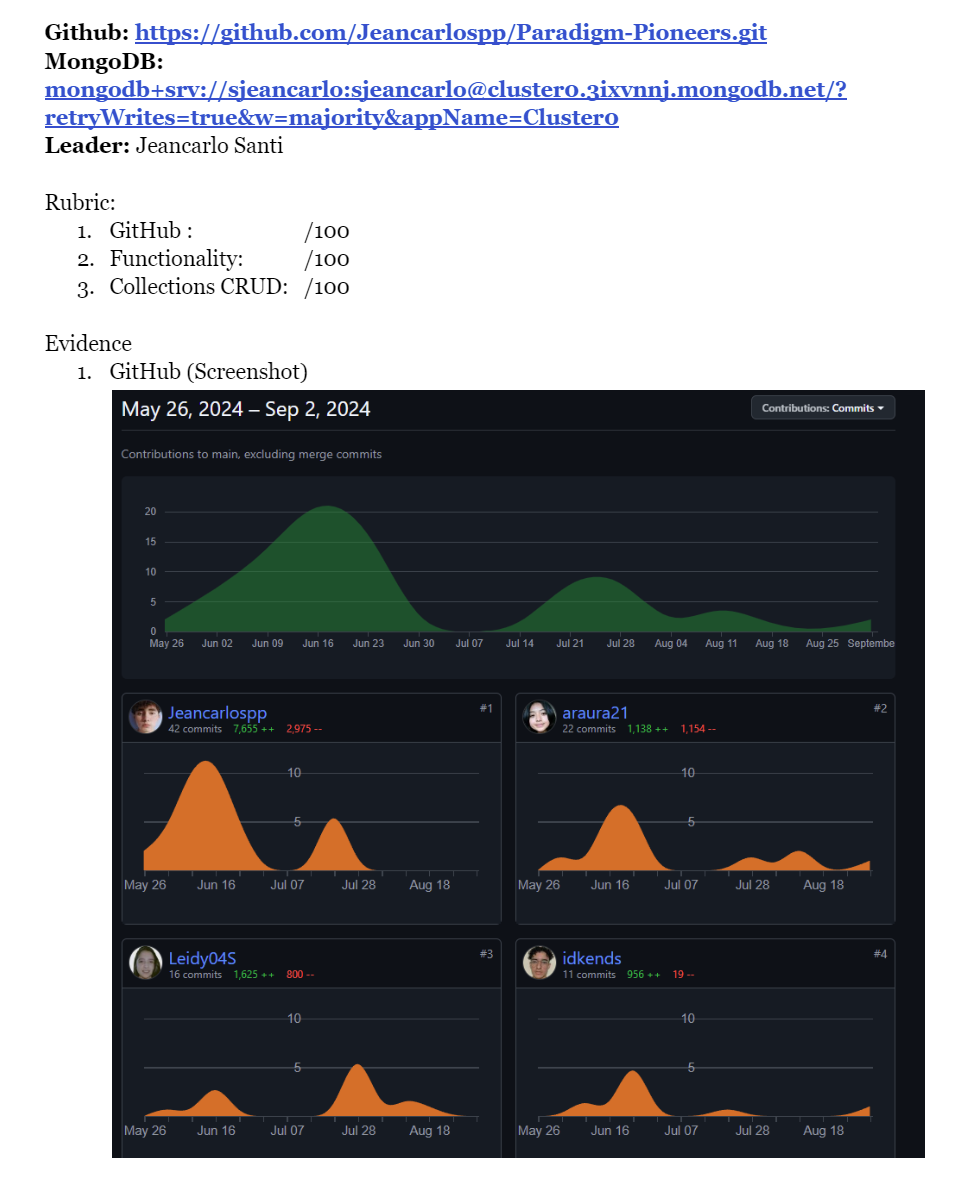 Github: https://github.com/Jeancarlospp/Paradigm-Pioneers.git
MongoDB:
mongodb+srv://sjeancarlo:sjeancarlo@cluster0.3ixvnnj.mongodb.net/?
retryWrites=true&w=majority&appName=Cluster0
Leader: Jeancarlo Santi
Rubric:
1. GitHub : /100
2. Functionality: /100
3. Collections CRUD: /100
Evidence
1. GitHub (Screenshot)
May 26, 2024 – Sep 2, 2024
Contributions: Commits
Contributions to main, excluding merge commits
20
15
10
5
0
May 26 Jun 02 Jun 09 Jun 16 Jun 23 Jun 30 Jul 07 Jul 14 Jul 21 Jul 28 Aug 04 Aug 11 Aug 18 Aug 25 Septembe
Jeancarlospp #1
42 commits 7,655 ++ 2,975 --
10
5
May 26 Jun 16 Jul 07 Jul 28 Aug 18
araura21 #2
22 commits 1,138 ++ 1,154 --
10
5
May 26 Jun 16 Jul 07 Jul 28 Aug 18
Leidy04S #3
16 commits 1,625 ++ 800 --
10
5
May 26 Jun 16 Jul 07 Jul 28 Aug 18
idkends #4
11 commits 956 ++ 19 --
10
5
May 26 Jun 16 Jul 07 Jul 28 Aug 18